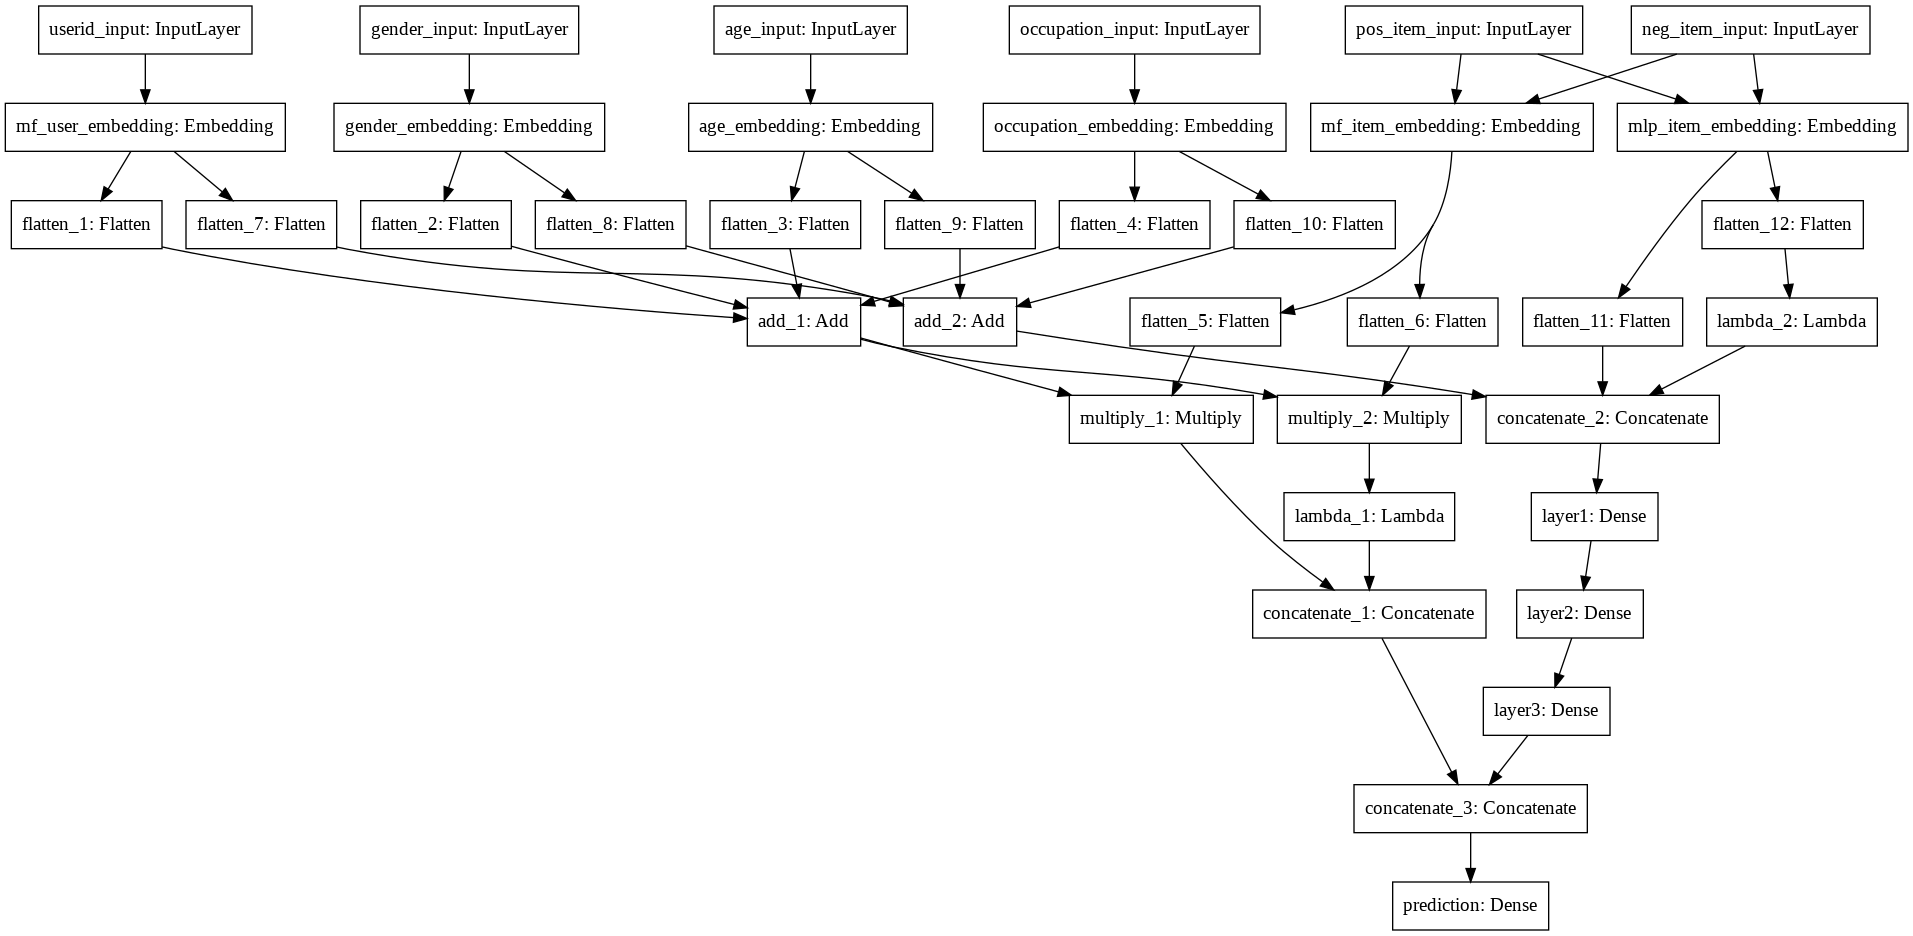 userid_input: InputLayer
gender_input: InputLayer
age_input: InputLayer
occupation_input: InputLayer
pos_item_input: InputLayer
neg_item_input: InputLayer
mf_user_embedding: Embedding
gender_embedding: Embedding
age_embedding: Embedding
occupation_embedding: Embedding
mf_item_embedding: Embedding
mlp_item_embedding: Embedding
flatten_1: Flatten
flatten_7: Flatten
flatten_2: Flatten
flatten_8: Flatten
flatten_3: Flatten
flatten_9: Flatten
flatten_4: Flatten
flatten_10: Flatten
flatten_12: Flatten
add_1: Add
add_2: Add
flatten_5: Flatten
flatten_6: Flatten
flatten_11: Flatten
lambda_2: Lambda
multiply_1: Multiply
multiply_2: Multiply
concatenate_2: Concatenate
lambda_1: Lambda
layer1: Dense
concatenate_1: Concatenate
layer2: Dense
layer3: Dense
concatenate_3: Concatenate
prediction: Dense